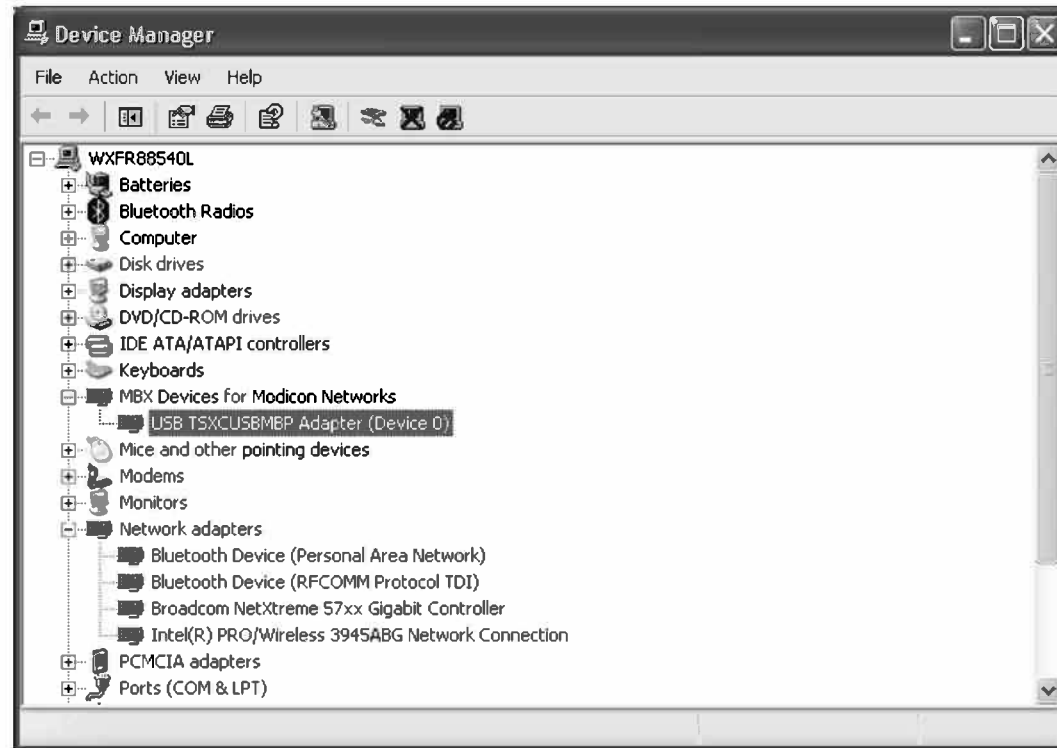 Device Manager
File Action View Help
WXFR88540L
Batteries
Bluetooth Radios
Computer
Disk drives
Display adapters
DVD/CD-ROM drives
IDE ATA/ATAPI controllers
Keyboards
MBX Devices for Modicon Networks
USB TSXCUSBMBP Adapter (Device 0)
Mice and other pointing devices
Modems
Monitors
Network adapters
Bluetooth Device (Personal Area Network)
Bluetooth Device (RFCOMM Protocol TDI)
Broadcom NetXtreme 57xx Gigabit Controller
Intel(R) PRO/Wireless 3945ABG Network Connection
PCMCIA adapters
Ports (COM & LPT)